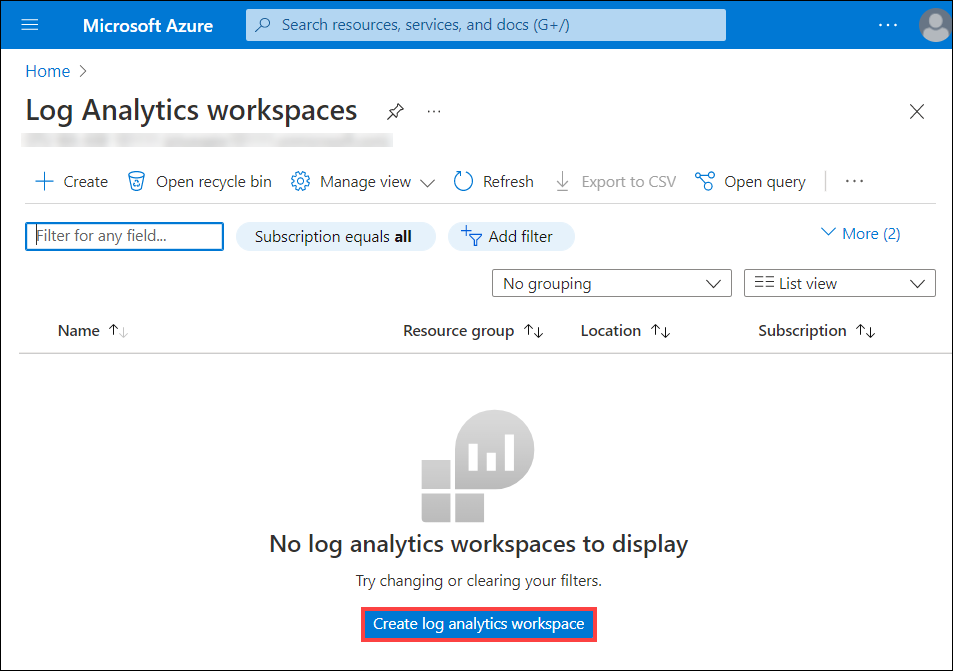 Microsoft Azure
Search resources, services, and docs (G+/)
...
Home
Log Analytics workspaces
...
Create
Open recycle bin
Manage view
Refresh
Export to CSV
Open query
...
Filter for any field...
Subscription equals all
Add filter
More (2)
No grouping
List view
Name
Resource group
Location
Subscription
No log analytics workspaces to display
Try changing or clearing your filters.
Create log analytics workspace